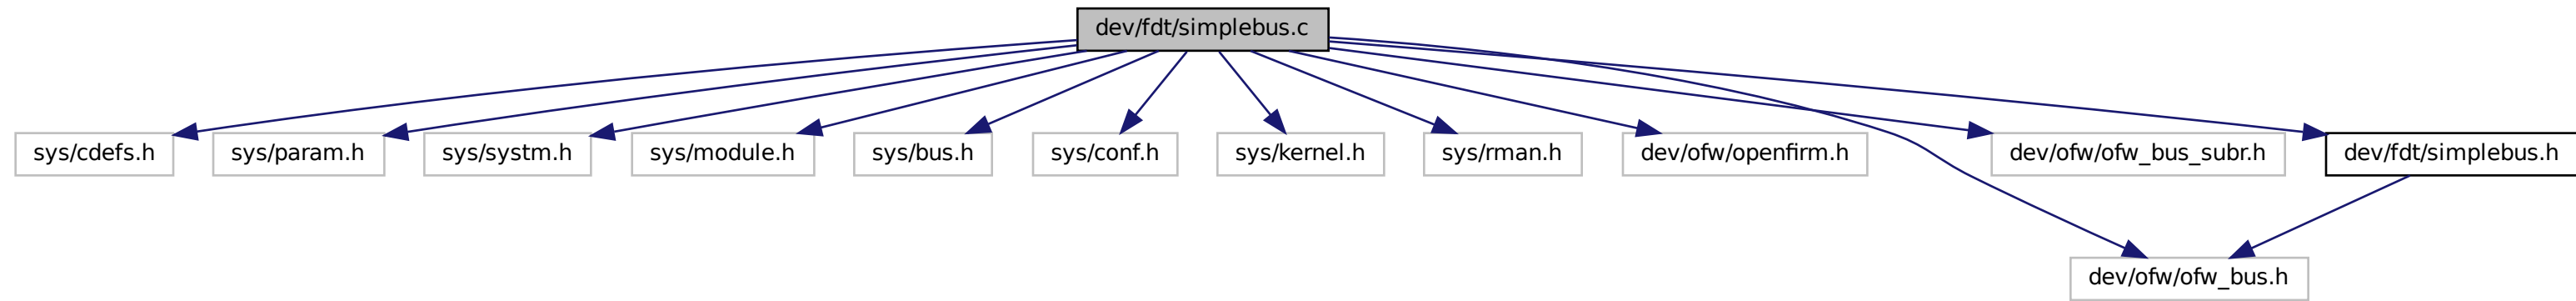 dev/fdt/simplebus.c
sys/cdefs.h
sys/param.h
sys/systm.h
sys/module.h
sys/bus.h
sys/conf.h
sys/kernel.h
sys/rman.h
dev/ofw/openfirm.h
dev/ofw/ofw_bus_subr.h
dev/fdt/simplebus.h
dev/ofw/ofw_bus.h